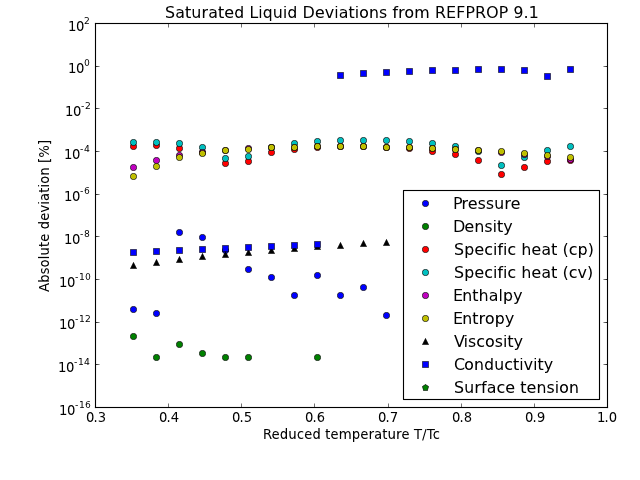 Saturated Liquid Deviations from REFPROP 9.1
10^2
10^0
10^-2
10^-4
10^-6
10^-8
10^-10
10^-12
10^-14
10^-16
Absolute deviation [%]
Pressure
Density
Specific heat (cp)
Specific heat (cv)
Enthalpy
Entropy
Viscosity
Conductivity
Surface tension
0.3 0.4 0.5 0.6 0.7 0.8 0.9 1.0
Reduced temperature T/Tc